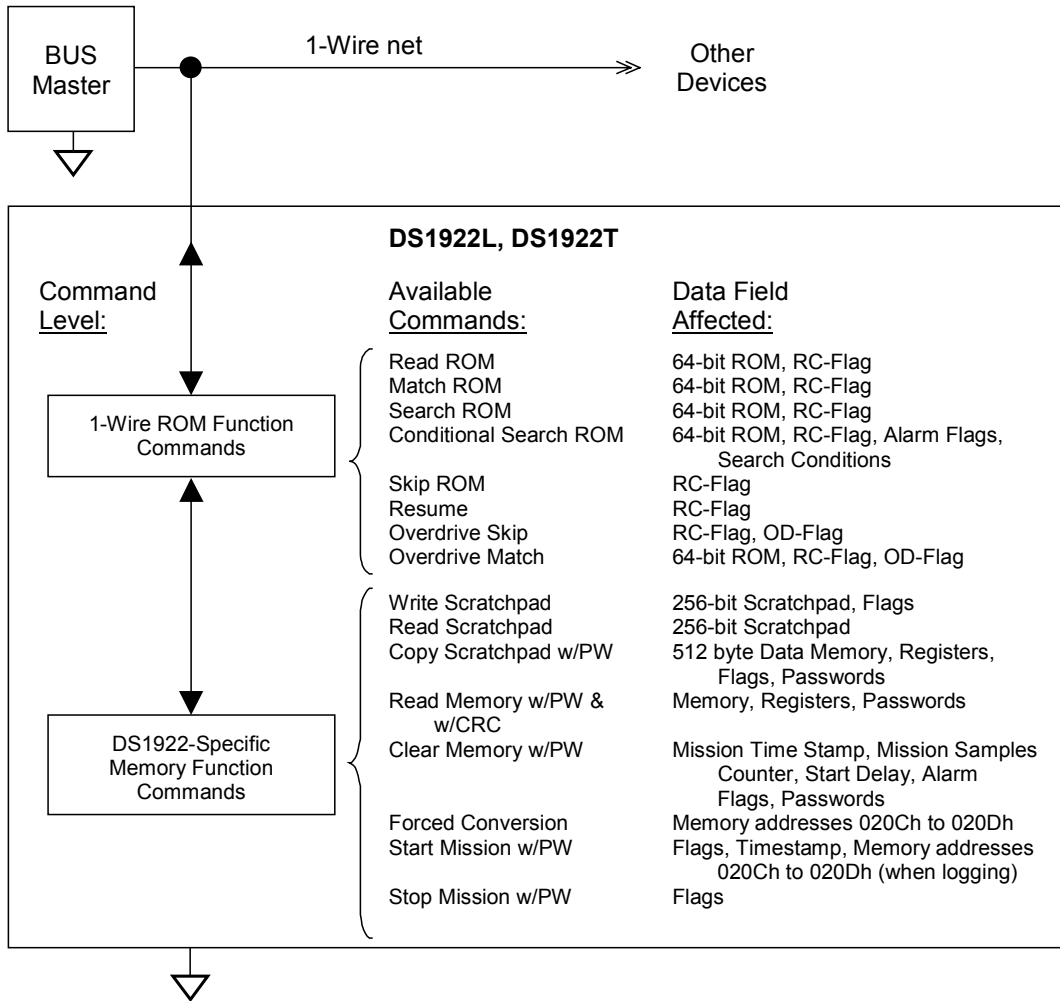 BUS
Master
1-Wire net
Other
Devices
DS1922L, DS1922T
Command
Level:
Available
Commands:
Data Field
Affected:
1-Wire ROM Function
Commands
Read ROM 64-bit ROM, RC-Flag
Match ROM 64-bit ROM, RC-Flag
Search ROM 64-bit ROM, RC-Flag
Conditional Search ROM 64-bit ROM, RC-Flag, Alarm Flags,
Search Conditions
Skip ROM RC-Flag
Resume RC-Flag
Overdrive Skip RC-Flag, OD-Flag
Overdrive Match 64-bit ROM, RC-Flag, OD-Flag
DS1922-Specific
Memory Function
Commands
Write Scratchpad 256-bit Scratchpad, Flags
Read Scratchpad 256-bit Scratchpad
Copy Scratchpad w/PW 512 byte Data Memory, Registers,
Flags, Passwords
Read Memory w/PW & Memory, Registers, Passwords
w/CRC
Clear Memory w/PW Mission Time Stamp, Mission Samples
Counter, Start Delay, Alarm
Flags, Passwords
Forced Conversion Memory addresses 020Ch to 020Dh
Start Mission w/PW Flags, Timestamp, Memory addresses
020Ch to 020Dh (when logging)
Stop Mission w/PW Flags